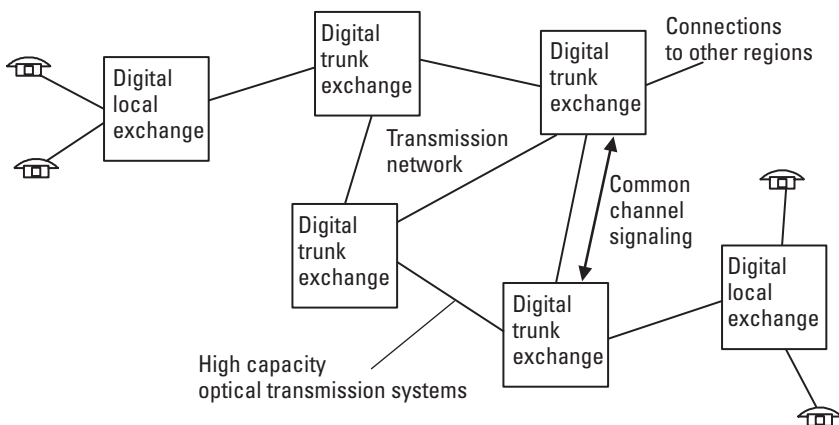 Digital
local
exchange
Digital
trunk
exchange
Digital
trunk
exchange
Connections
to other regions
Transmission
network
Digital
trunk
exchange
Common
channel
signaling
Digital
trunk
exchange
Digital
local
exchange
High capacity
optical transmission systems